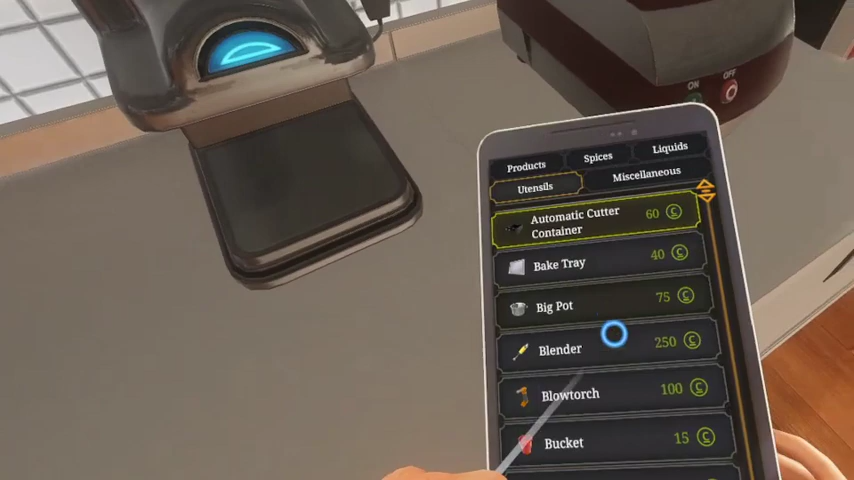 ON OFF
Products Spices Liquids
Utensils Miscellaneous
Automatic Cutter
Container 60
Bake Tray 40
Big Pot 75
Blender 250
Blowtorch 100
Bucket 15